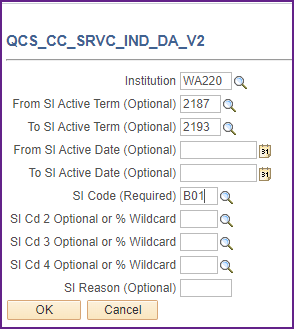 QCS_CC_SRVC_IND_DA_V2
Institution WA220
From SI Active Term (Optional) 2187
To SI Active Term (Optional) 2193
From SI Active Date (Optional) 31
To SI Active Date (Optional) 31
SI Code (Required) B01
SI Cd 2 Optional or % Wildcard
SI Cd 3 Optional or % Wildcard
SI Cd 4 Optional or % Wildcard
SI Reason (Optional)
OK Cancel